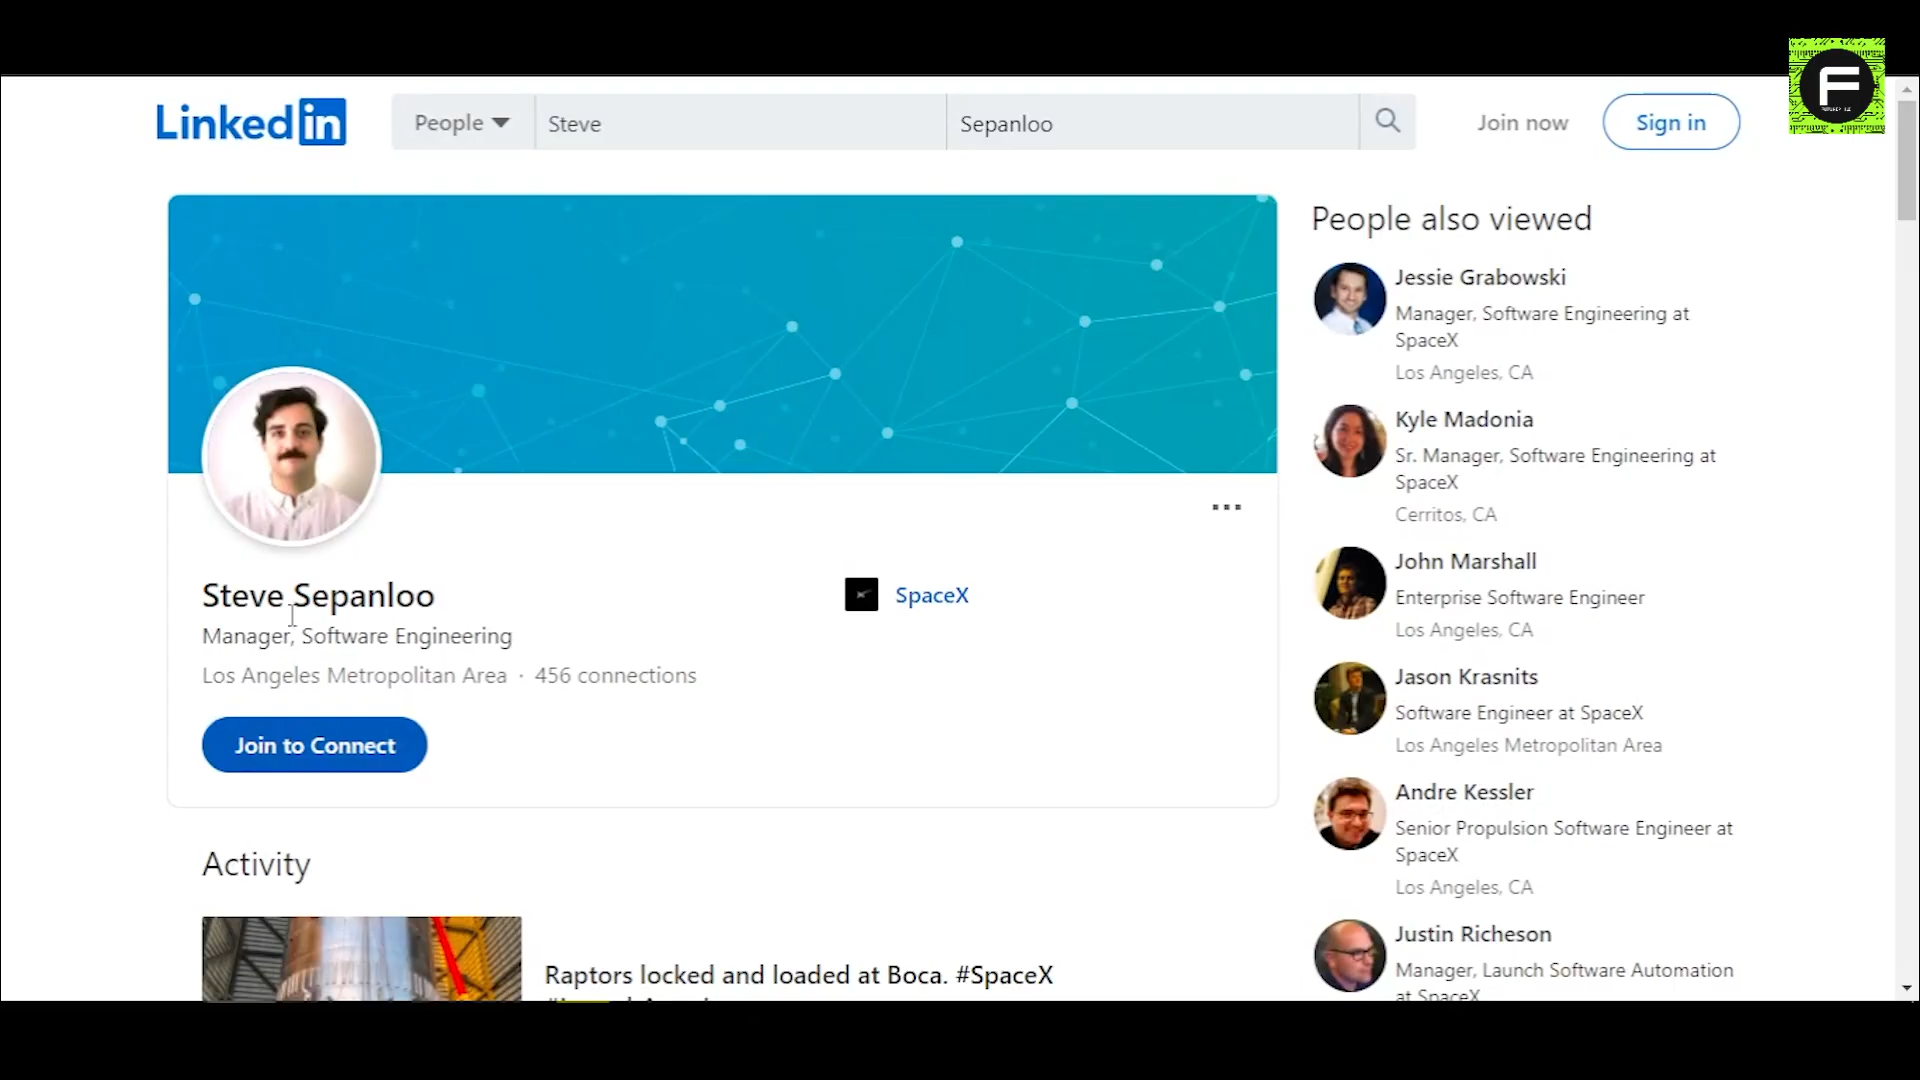 LinkedIn
People
Steve
Sepanloo
Join now
Sign in
F
Steve Sepanloo
Manager, Software Engineering
Los Angeles Metropolitan Area · 456 connections
SpaceX
Join to Connect
Activity
Raptors locked and loaded at Boca. #SpaceX
People also viewed
Jessie Grabowski
Manager, Software Engineering at
SpaceX
Los Angeles, CA
Kyle Madonia
Sr. Manager, Software Engineering at
SpaceX
Cerritos, CA
John Marshall
Enterprise Software Engineer
Los Angeles, CA
Jason Krasnits
Software Engineer at SpaceX
Los Angeles Metropolitan Area
Andre Kessler
Senior Propulsion Software Engineer at
SpaceX
Los Angeles, CA
Justin Richeson
Manager, Launch Software Automation
at SpaceX